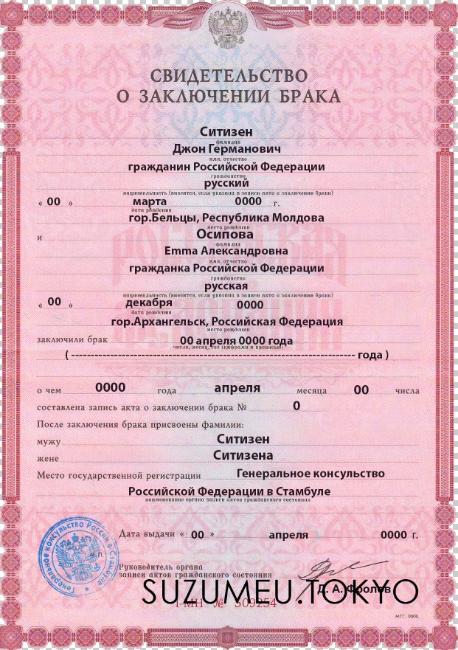 СВИДЕТЕЛЬСТВО
О ЗАКЛЮЧЕНИИ БРАКА
Ситизен
фамилия
Джон Германович
имя, отчество
гражданин Российской Федерации
гражданство
русский
национальность (вносится, если указана в записи акта о заключении брака)
« 00 » марта 0000 г.
дата рождения
гор.Бельцы, Республика Молдова
место рождения
и Осипова
фамилия
Emma Александровна
имя, отчество
гражданка Российской Федерации
гражданство
русская
национальность (вносится, если указана в записи акта о заключении брака)
« 00 » декабря 0000
дата рождения
гор.Архангельск, Российская Федерация
место рождения
заключили брак 00 апреля 0000 года
число, месяц, год (цифрами и прописью)
( ---------------------------------------------------------- года )
о чем 0000 года апреля месяца 00 числа
составлена запись акта о заключении брака № 0
После заключения брака присвоены фамилии:
мужу Ситизен
жене Ситизена
Место государственной регистрации Генеральное консульство
наименование органа записи актов гражданского состояния
Российской Федерации в Стамбуле
Дата выдачи « 00 » апреля 0000 г.
М.П.
Руководитель органа
записи актов гражданского состояния
Д. А. Фролов
SUZUMEU.TOKYO
Генеральное консульство России в Стамбуле